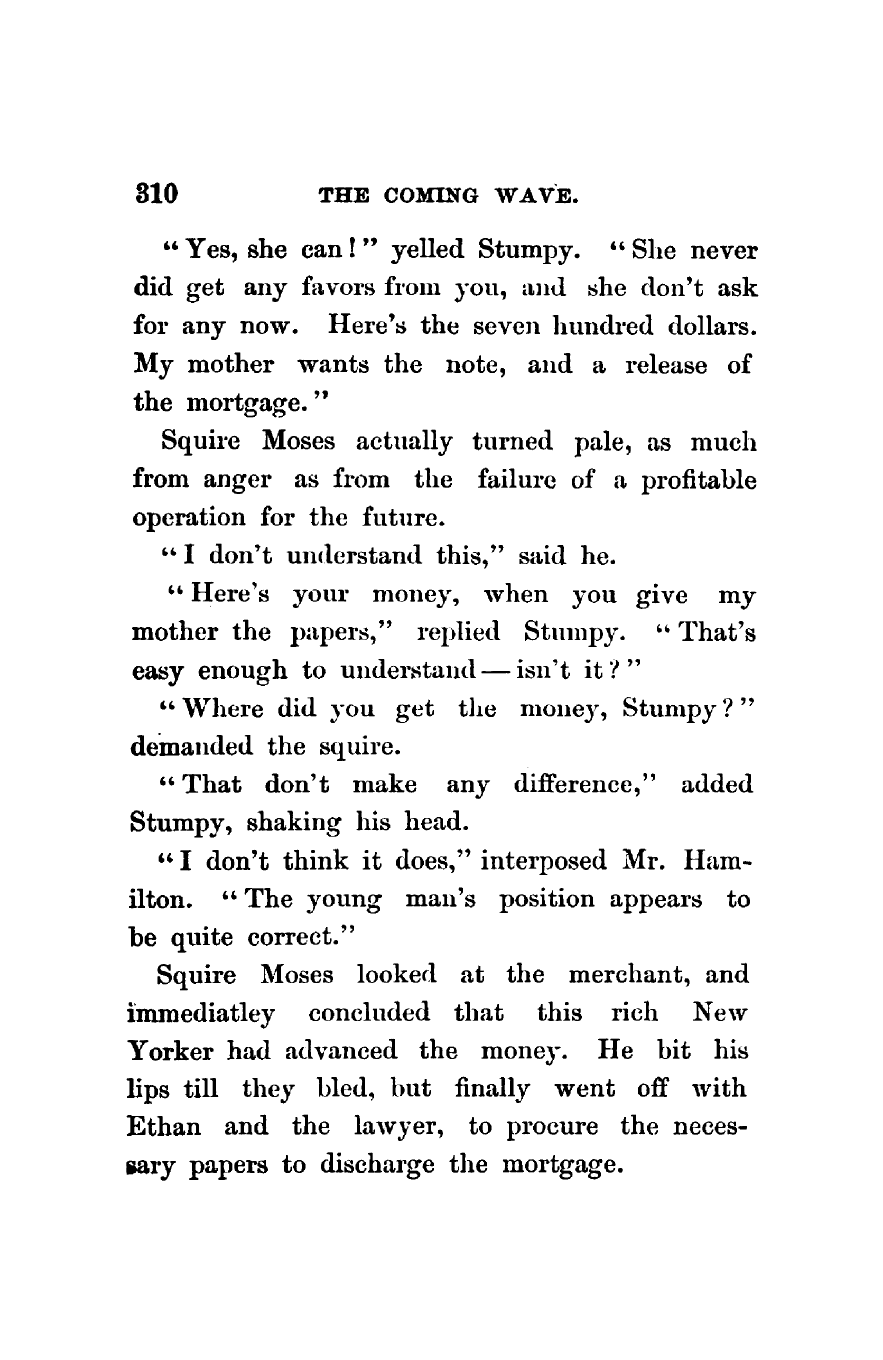 310 THE COMING WAVE.
“Yes, she can!” yelled Stumpy. “She never
did get any favors from you, and she don’t ask
for any now. Here’s the seven hundred dollars.
My mother wants the note, and a release of
the mortgage.”
Squire Moses actually turned pale, as much
from anger as from the failure of a profitable
operation for the future.
“I don’t understand this,” said he.
“Here’s your money, when you give my
mother the papers,” replied Stumpy. “That’s
easy enough to understand — isn’t it?”
“Where did you get the money, Stumpy?”
demanded the squire.
“That don’t make any difference,” added
Stumpy, shaking his head.
“I don’t think it does,” interposed Mr. Ham-
ilton. “The young man’s position appears to
be quite correct.”
Squire Moses looked at the merchant, and
immediatley concluded that this rich New
Yorker had advanced the money. He bit his
lips till they bled, but finally went off with
Ethan and the lawyer, to procure the neces-
sary papers to discharge the mortgage.